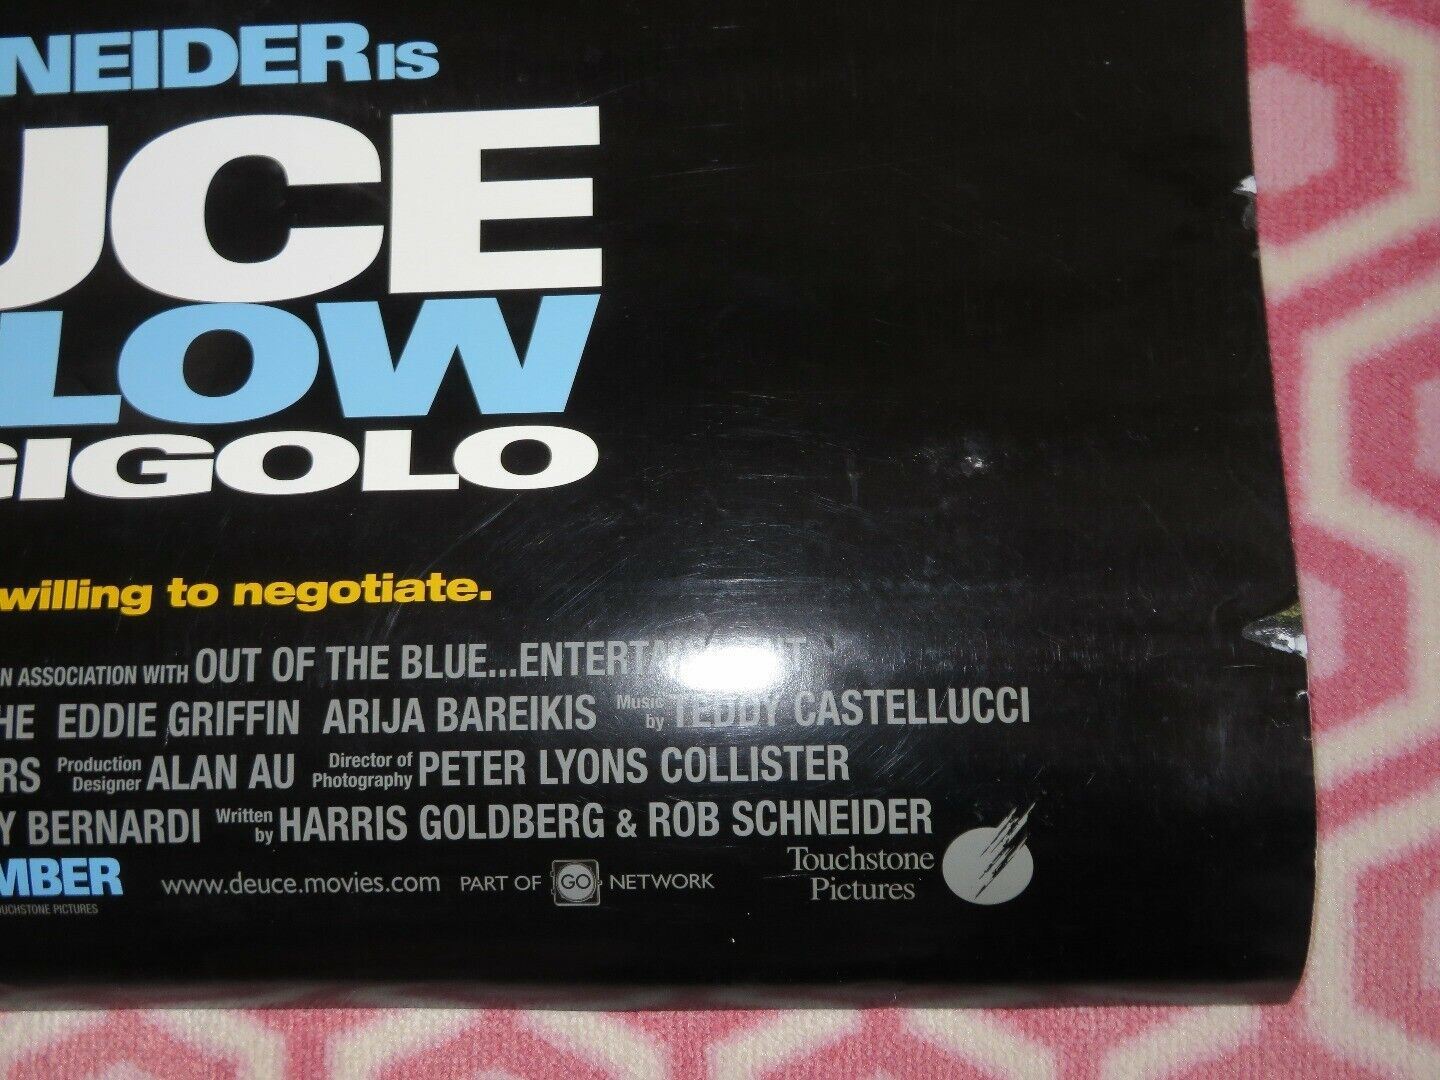 NEIDER IS
UCE
LOW
GIGOLO
willing to negotiate.
N ASSOCIATION WITH OUT OF THE BLUE...ENTERTAINMENT
HE EDDIE GRIFFIN ARIJA BAREIKIS Music by TEDDY CASTELLUCCI
RS Production Designer ALAN AU Director of Photography PETER LYONS COLLISTER
Y BERNARDI Written by HARRIS GOLDBERG & ROB SCHNEIDER
MBER www.deuce.movies.com PART OF GO NETWORK Touchstone Pictures
OUCHSTONE PICTURES